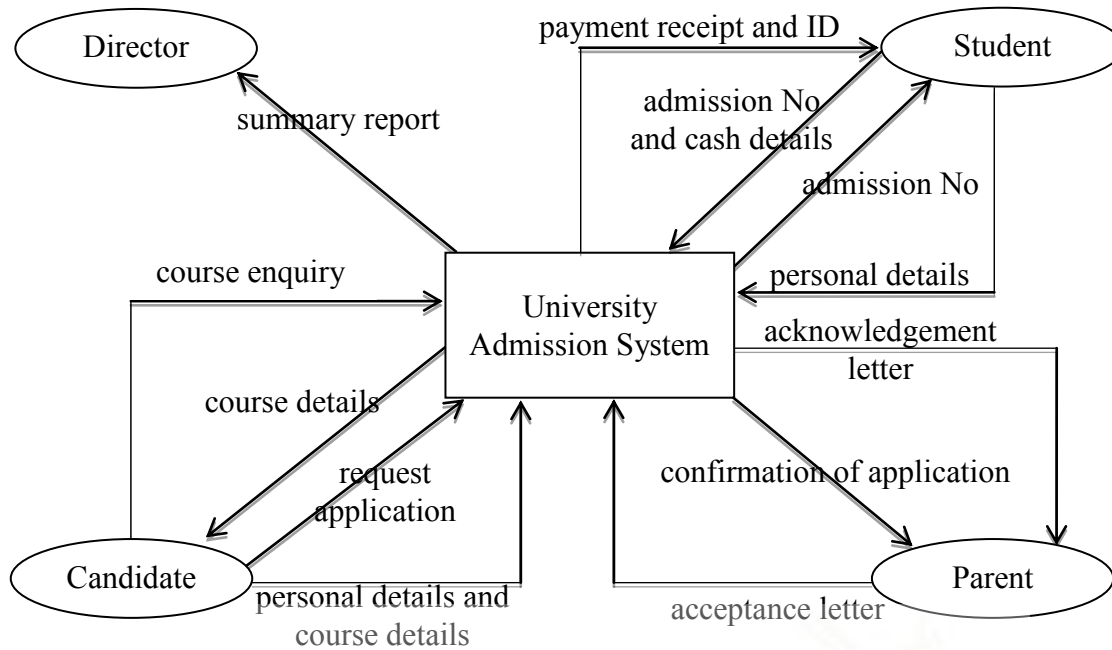 Director
payment receipt and ID
Student
summary report
admission No
and cash details
admission No
course enquiry
personal details
University
Admission System
acknowledgement
letter
course details
request
application
confirmation of application
Candidate
Parent
personal details and
course details
acceptance letter